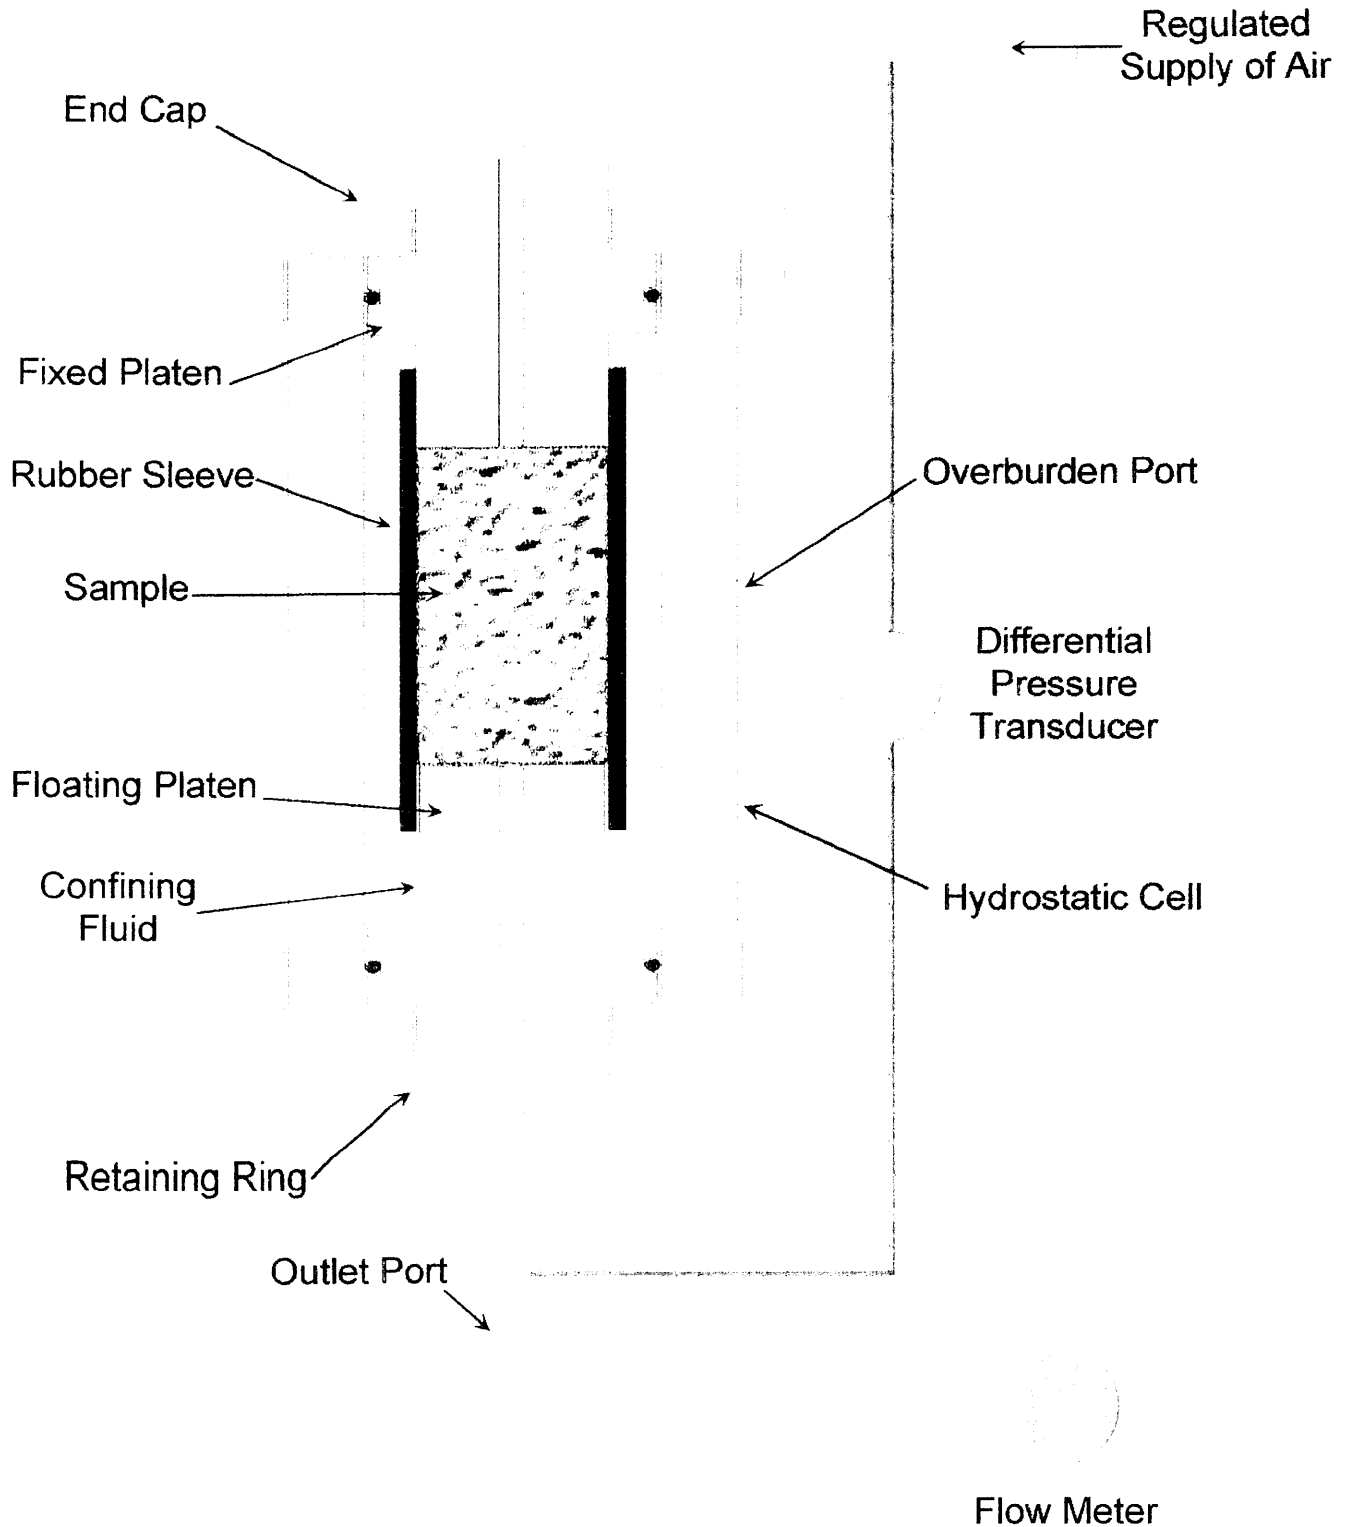 Regulated
Supply of Air
End Cap
Fixed Platen
Rubber Sleeve
Overburden Port
Sample
Differential
Pressure
Transducer
Floating Platen
Confining
Fluid
Hydrostatic Cell
Retaining Ring
Outlet Port
Flow Meter